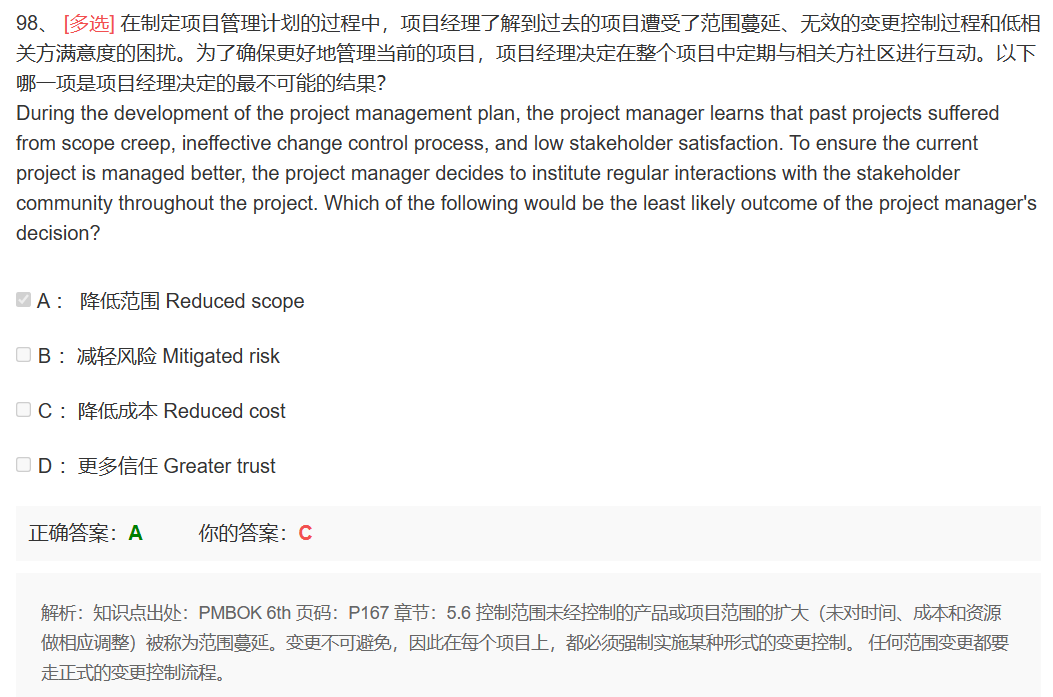 98、 [多选] 在制定项目管理计划的过程中，项目经理了解到过去的项目遭受了范围蔓延、无效的变更控制过程和低相
关方满意度的困扰。为了确保更好地管理当前的项目，项目经理决定在整个项目中定期与相关方社区进行互动。以下
哪一项是项目经理决定的最不可能的结果?
During the development of the project management plan, the project manager learns that past projects suffered
from scope creep, ineffective change control process, and low stakeholder satisfaction. To ensure the current
project is managed better, the project manager decides to institute regular interactions with the stakeholder
community throughout the project. Which of the following would be the least likely outcome of the project manager's
decision?
A： 降低范围 Reduced scope
B： 减轻风险 Mitigated risk
C： 降低成本 Reduced cost
D： 更多信任 Greater trust
正确答案：A 你的答案：C
解析：知识点出处：PMBOK 6th 页码：P167 章节：5.6 控制范围未经控制的产品或项目范围的扩大（未对时间、成本和资源
做相应调整）被称为范围蔓延。变更不可避免，因此在每个项目上，都必须强制实施某种形式的变更控制。 任何范围变更都要
走正式的变更控制流程。